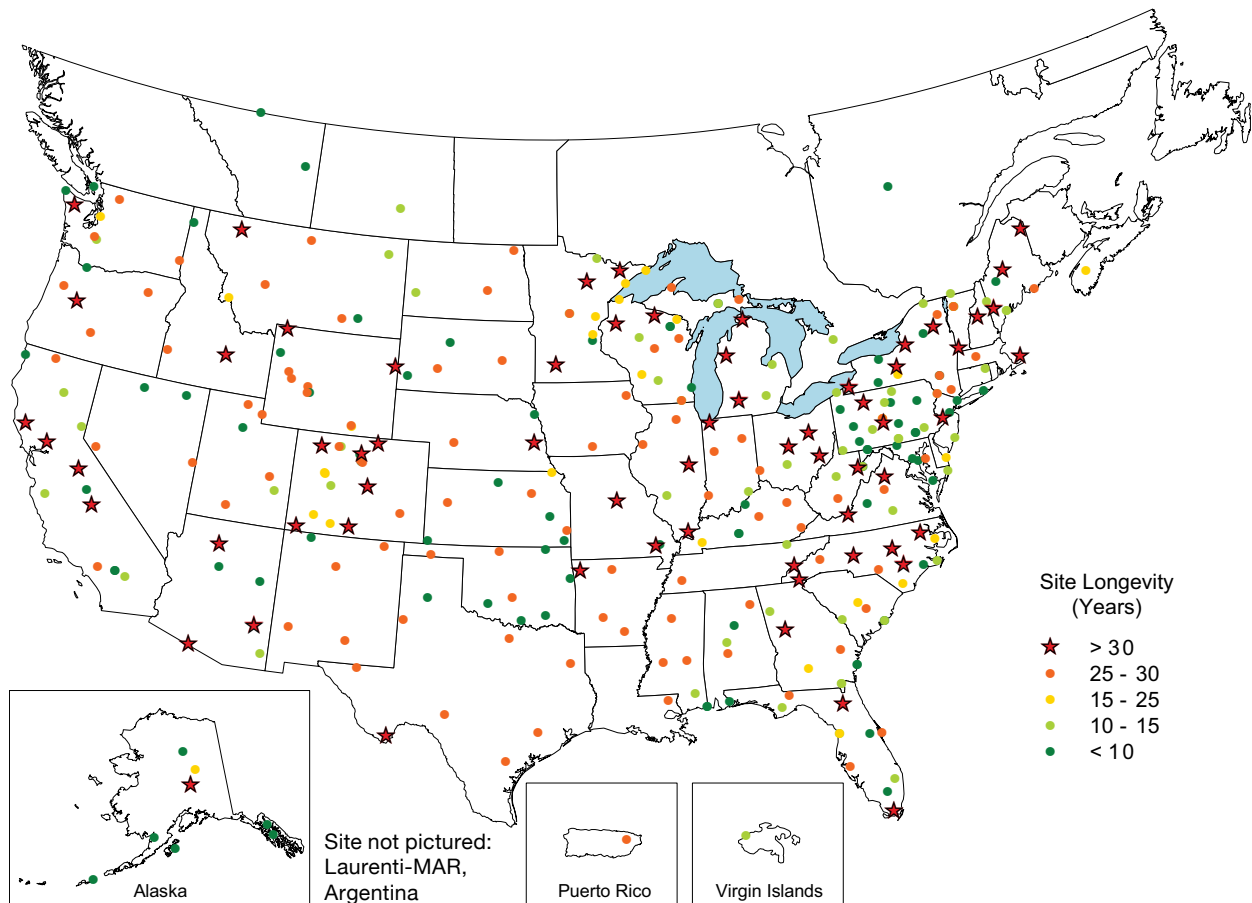 Site Longevity
(Years)
> 30
25 - 30
15 - 25
10 - 15
< 10
Site not pictured:
Laurenti-MAR,
Argentina
Alaska
Puerto Rico
Virgin Islands